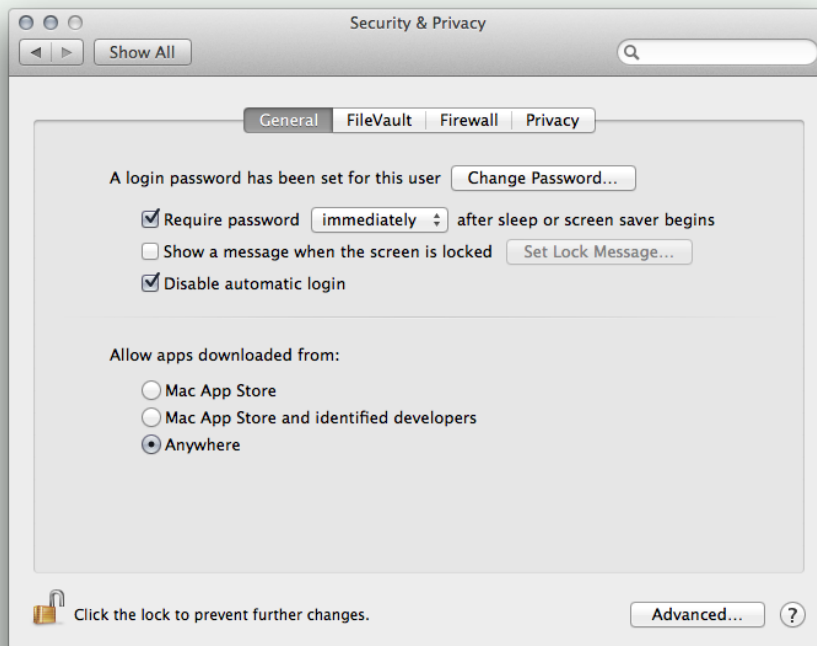 Security & Privacy
Show All
General FileVault Firewall Privacy
A login password has been set for this user Change Password...
Require password immediately after sleep or screen saver begins
Show a message when the screen is locked Set Lock Message...
Disable automatic login
Allow apps downloaded from:
Mac App Store
Mac App Store and identified developers
Anywhere
Click the lock to prevent further changes. Advanced... ?